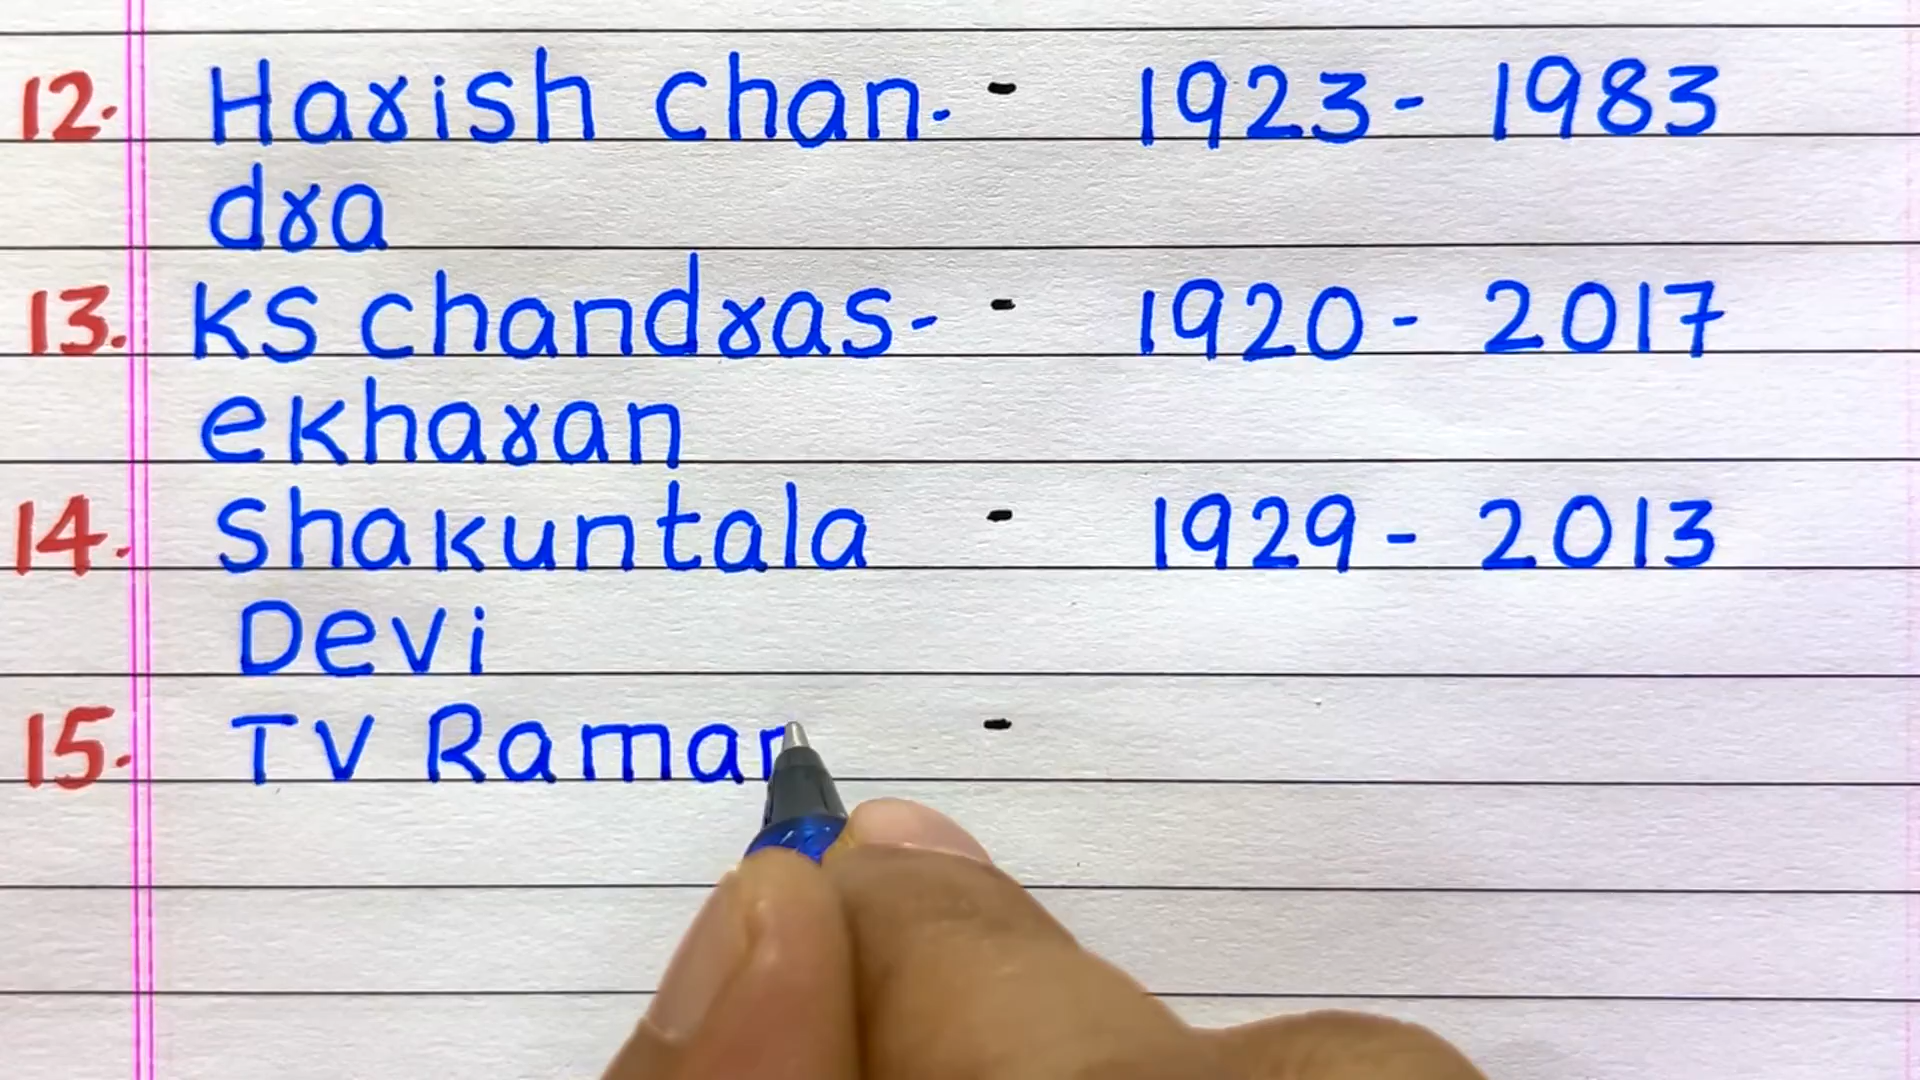 12. Harish chan. - 1923 - 1983
dra
13. KS chandras- - 1920 - 2017
ekharan
14. Shakuntala - 1929 - 2013
Devi
15. TV Raman -